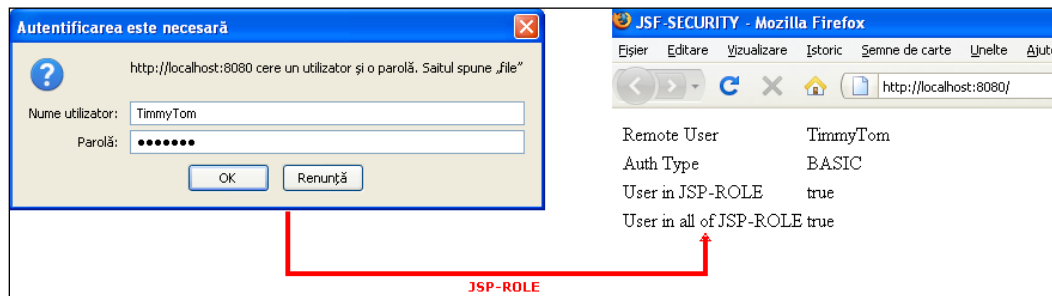 Autentificarea este necesară
http://localhost:8080 cere un utilizator și o parolă. Saitul spune „file”
Nume utilizator: TimmyTom
Parolă: •••••••
OK Renunță
JSF-SECURITY - Mozilla Firefox
Fișier Editare Vizualizare Istoric Semne de carte Unelte Ajut
http://localhost:8080/
Remote User TimmyTom
Auth Type BASIC
User in JSP-ROLE true
User in all of JSP-ROLE true
JSP-ROLE